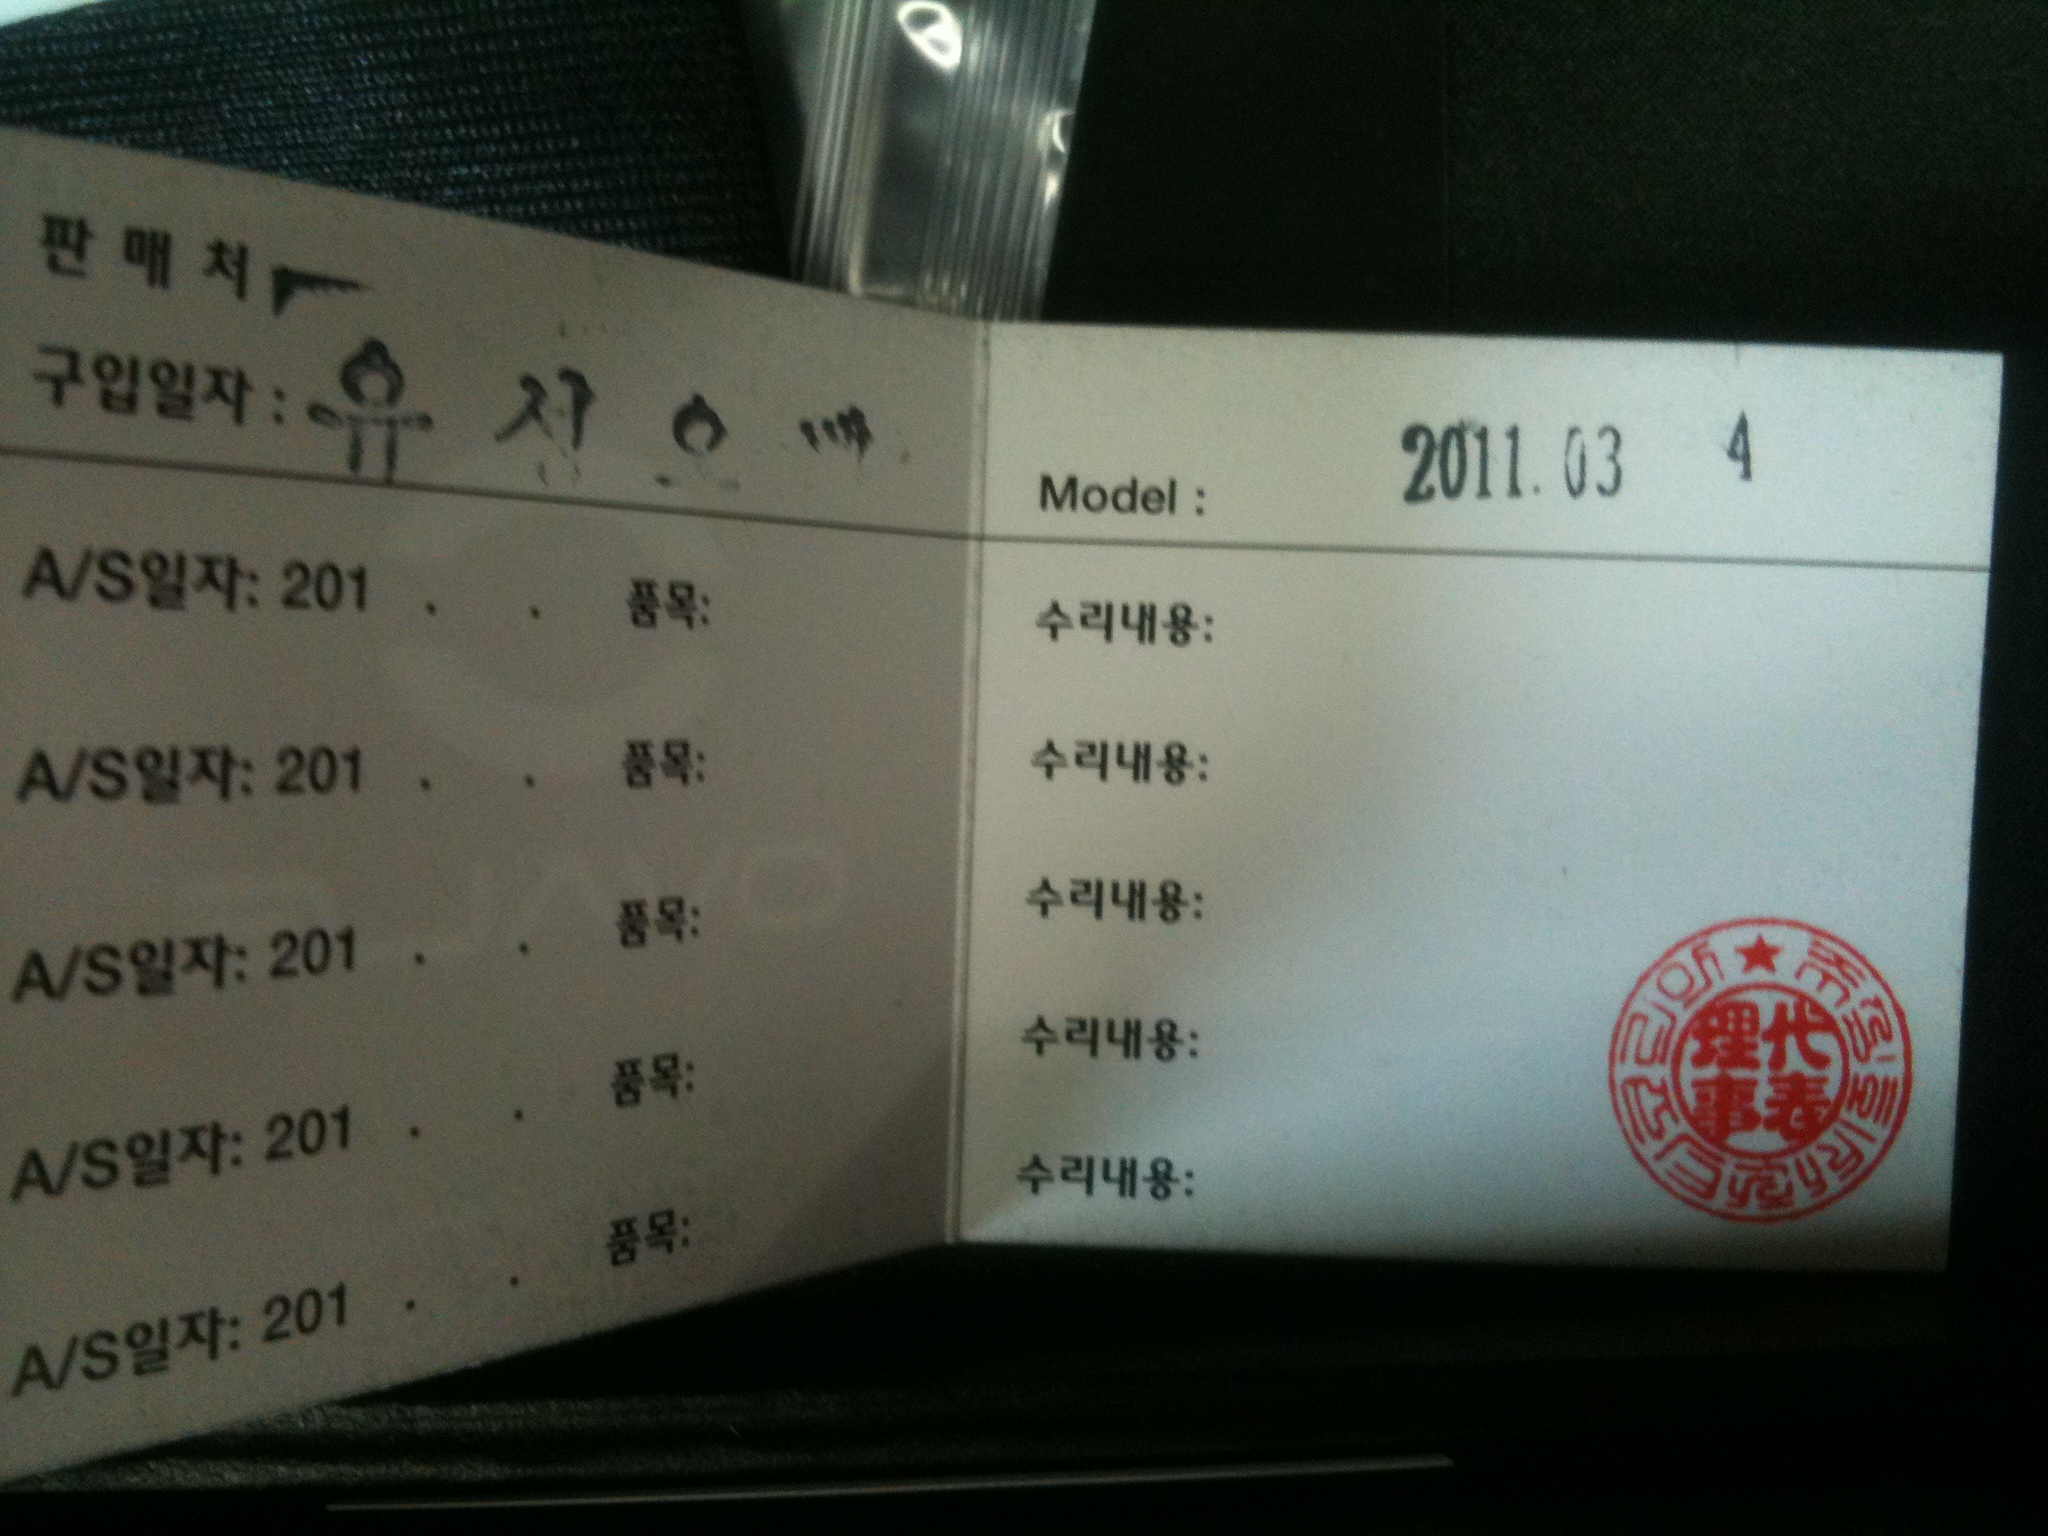 판 매 처
구입일자 : 유
Model : 2011. 03 4
A/S일자: 201 . . 품목: 수리내용:
A/S일자: 201 . . 품목: 수리내용:
A/S일자: 201 . . 품목: 수리내용:
A/S일자: 201 . . 품목: 수리내용:
A/S일자: 201 . . 품목: 수리내용:
代表
理事